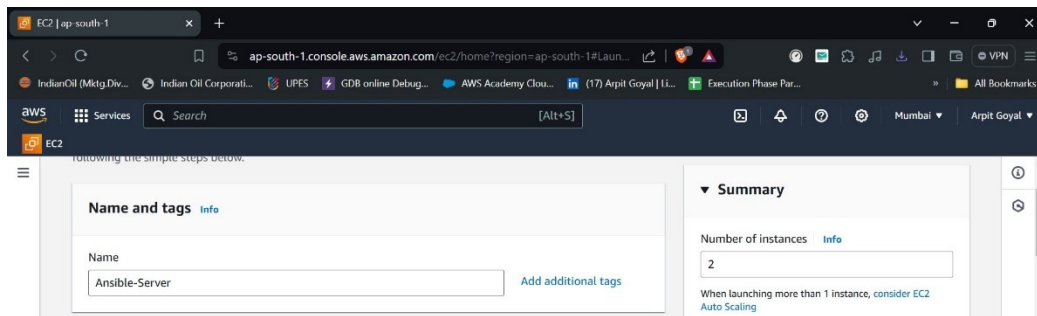 EC2 | ap-south-1
ap-south-1.console.aws.amazon.com/ec2/home?region=ap-south-1#Laun...
VPN
IndianOil (Mktg.Div... Indian Oil Corporati... UPES GDB online Debug... AWS Academy Clou... (17) Arpit Goyal | Li... Execution Phase Par... » All Bookmarks
aws Services Search [Alt+S] Mumbai Arpit Goyal
EC2
following the simple steps below.
Name and tags Info
Name
Ansible-Server
Add additional tags
Summary
Number of instances Info
2
When launching more than 1 instance, consider EC2
Auto Scaling